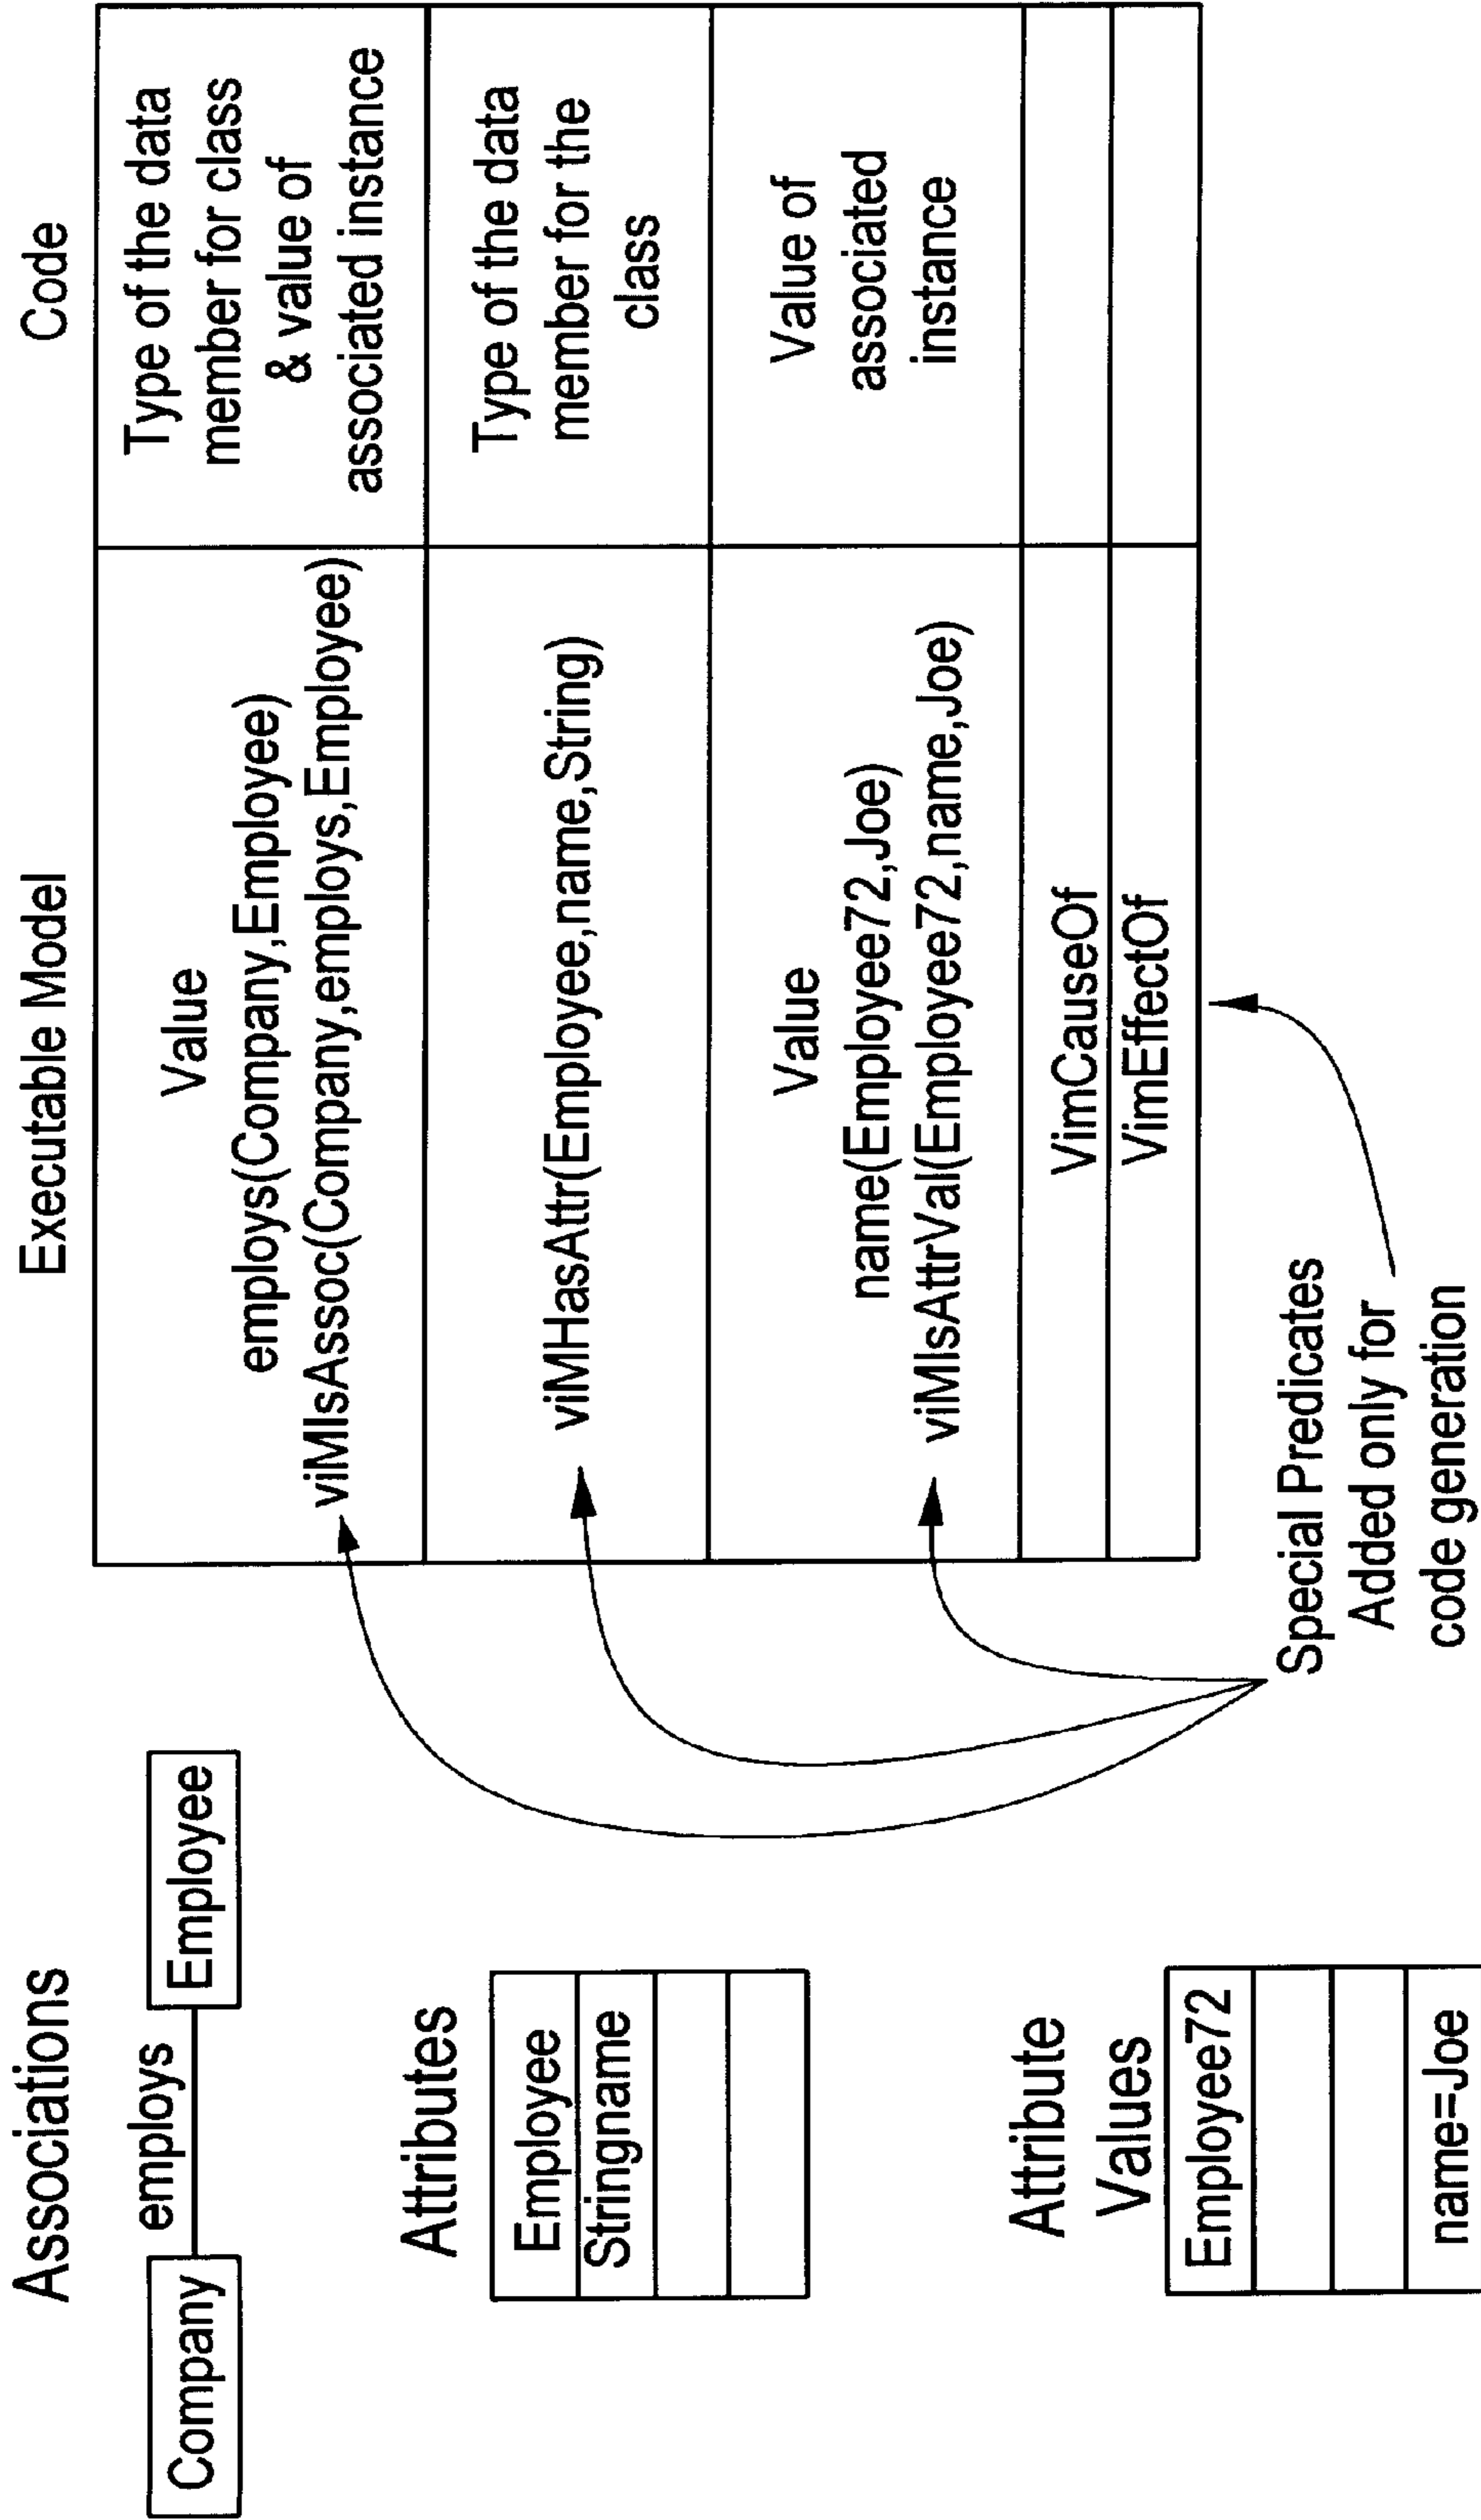 Associations
Company
employs
Employee
Attributes
Employee
Stringname
Attribute
Values
Employee72
name=Joe
Executable Model
Code
Value
employs(Company,Employee)
viMIsAssoc(Company,employs,Employee)
Type of the data
member for class
& value of
associated instance
viMHasAttr(Employee,name,String)
Type of the data
member for the
class
Value
name(Employee72,Joe)
viMIsAttrVal(Employee72,name,Joe)
Value of
associated
instance
VimCauseOf
VimEffectOf
Special Predicates
Added only for
code generation